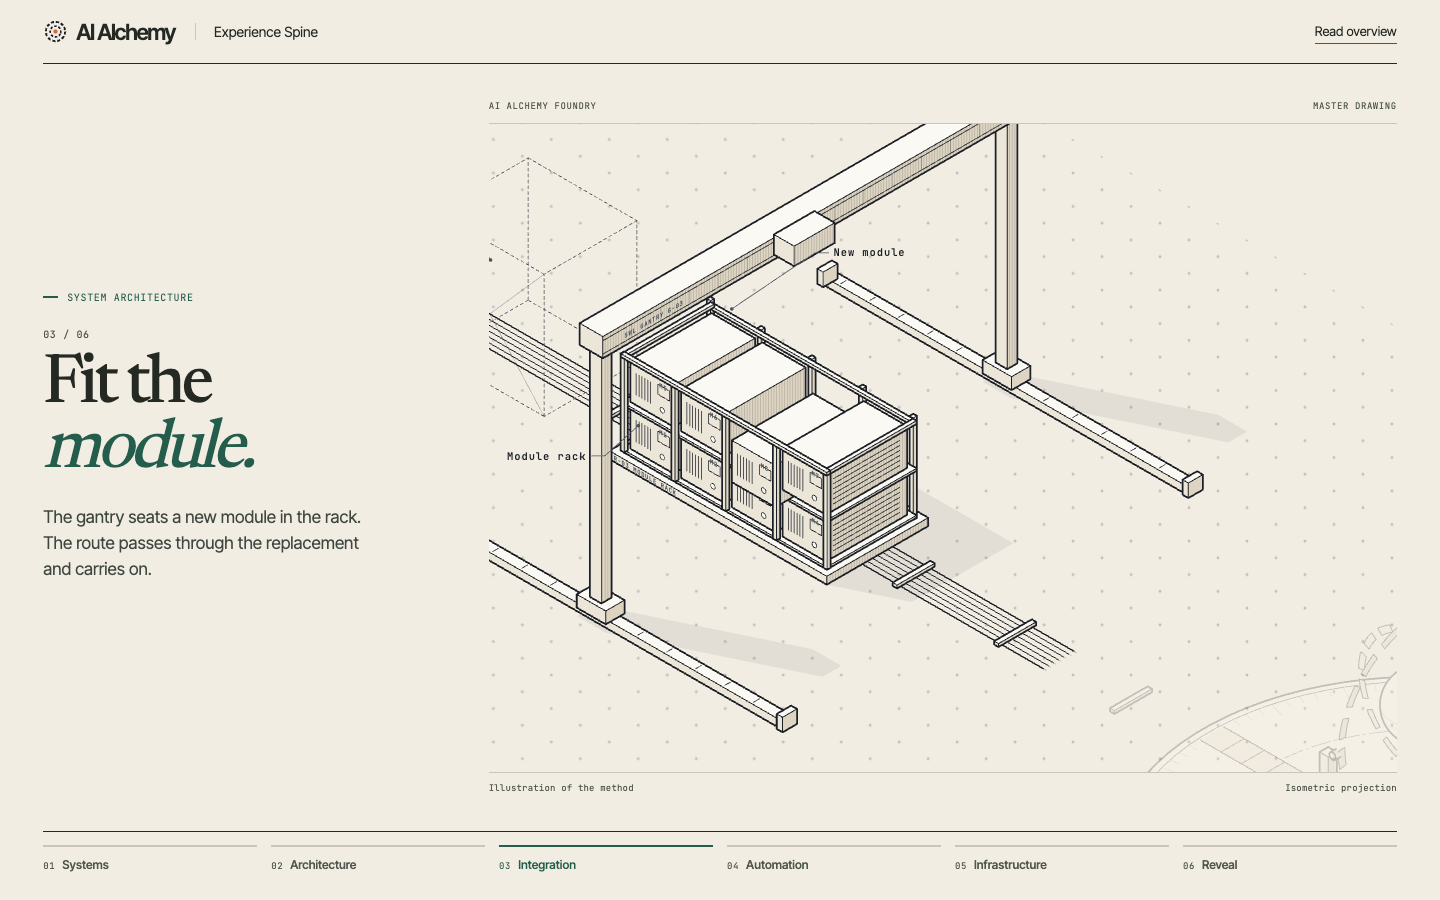 AI Alchemy
Experience Spine
Read overview
AI ALCHEMY FOUNDRY
MASTER DRAWING
SYSTEM ARCHITECTURE
03 / 06
Fit the
module.
The gantry seats a new module in the rack.
The route passes through the replacement
and carries on.
New module
Module rack
MODULE RACK
Illustration of the method
Isometric projection
01 Systems
02 Architecture
03 Integration
04 Automation
05 Infrastructure
06 Reveal